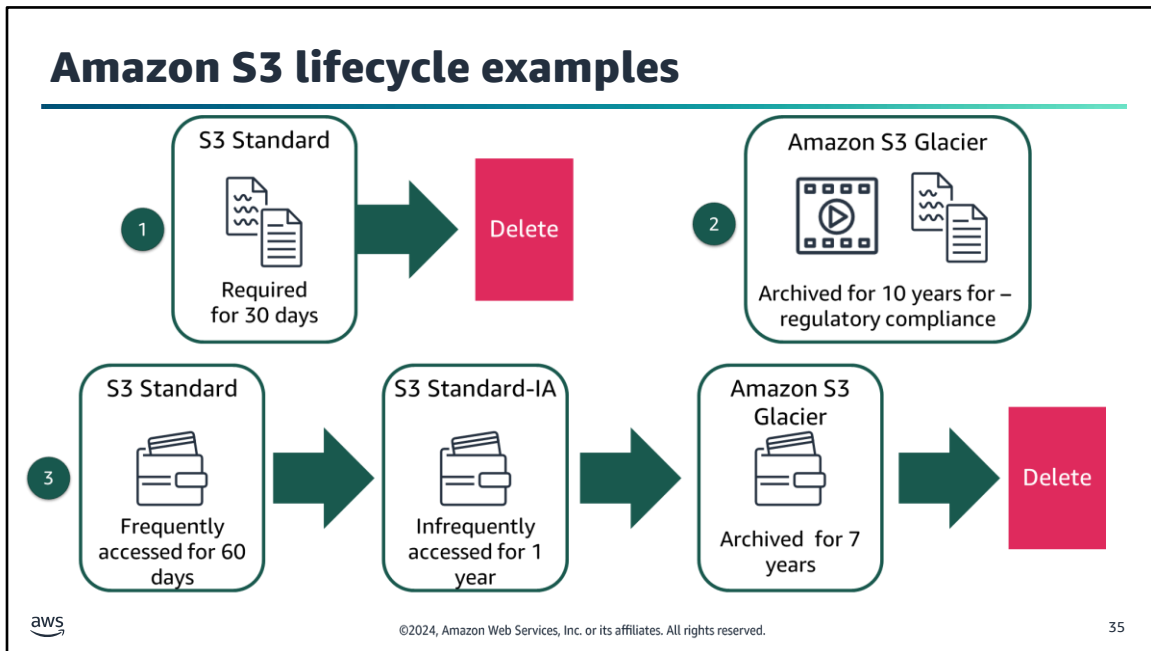 Amazon S3 lifecycle examples
1
S3 Standard
Required
for 30 days
Delete
2
Amazon S3 Glacier
Archived for 10 years for –
regulatory compliance
3
S3 Standard
Frequently
accessed for 60
days
S3 Standard-IA
Infrequently
accessed for 1
year
Amazon S3
Glacier
Archived for 7
years
Delete
aws
©2024, Amazon Web Services, Inc. or its affiliates. All rights reserved.
35